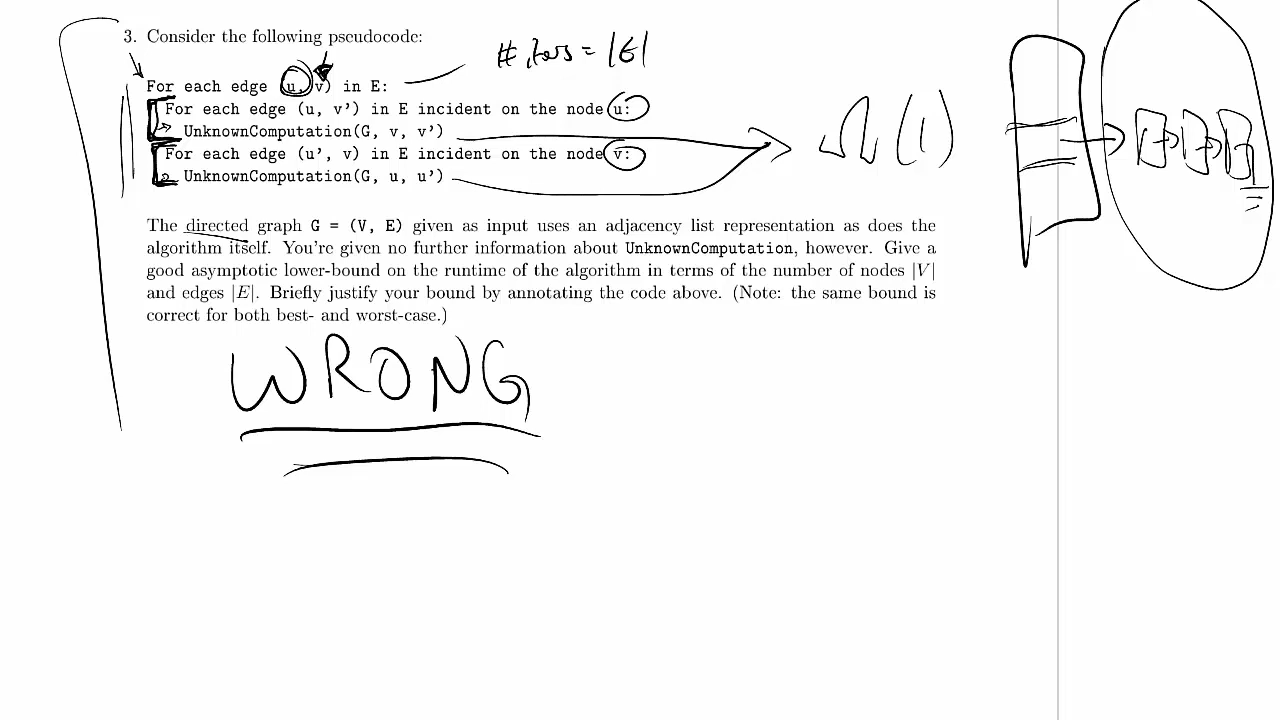 3. Consider the following pseudocode:
# iters = |E|
For each edge (u, v) in E:
For each edge (u, v’) in E incident on the node u:
UnknownComputation(G, v, v’)
Ω(1)
For each edge (u’, v) in E incident on the node v:
UnknownComputation(G, u, u’)
The directed graph G = (V, E) given as input uses an adjacency list representation as does the
algorithm itself. You're given no further information about UnknownComputation, however. Give a
good asymptotic lower-bound on the runtime of the algorithm in terms of the number of nodes |V|
and edges |E|. Briefly justify your bound by annotating the code above. (Note: the same bound is
correct for both best- and worst-case.)
WRONG